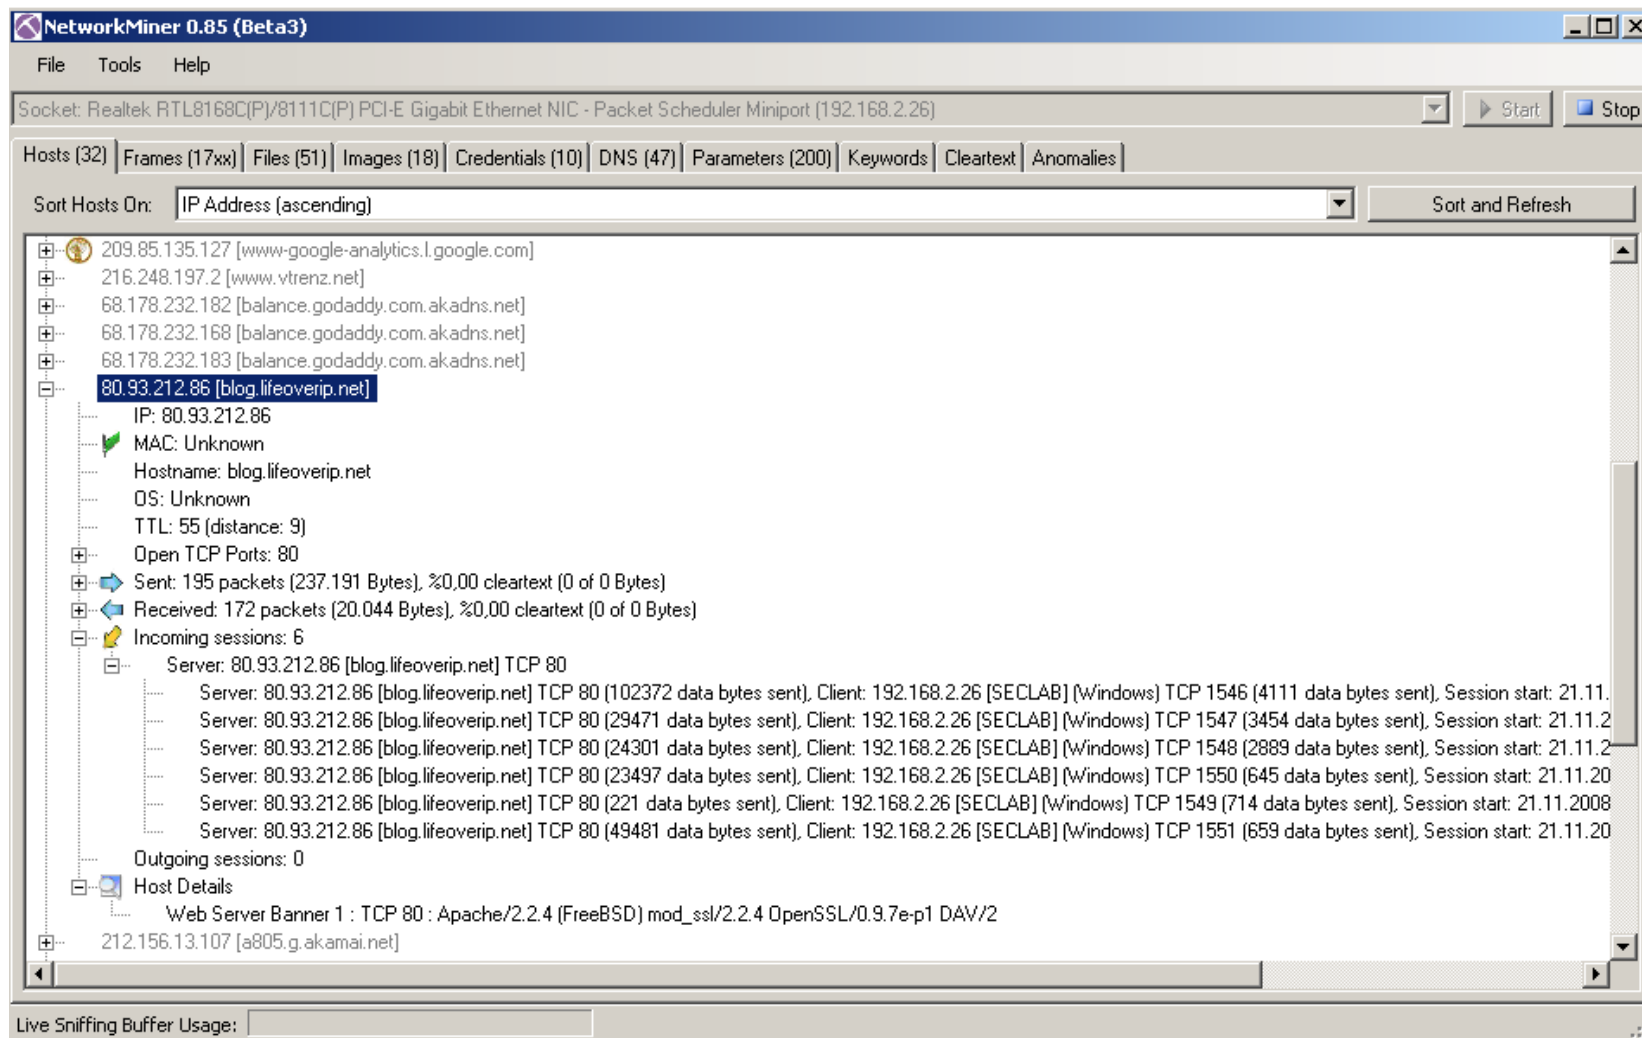 NetworkMiner 0.85 (Beta3)
File Tools Help
Socket: Realtek RTL8168C(P)/8111C(P) PCI-E Gigabit Ethernet NIC - Packet Scheduler Miniport (192.168.2.26) Start Stop
Hosts (32) Frames (17xx) Files (51) Images (18) Credentials (10) DNS (47) Parameters (200) Keywords Cleartext Anomalies
Sort Hosts On: IP Address (ascending) Sort and Refresh
209.85.135.127 [www-google-analytics.l.google.com]
216.248.197.2 [www.vtrenz.net]
68.178.232.182 [balance.godaddy.com.akadns.net]
68.178.232.168 [balance.godaddy.com.akadns.net]
68.178.232.183 [balance.godaddy.com.akadns.net]
80.93.212.86 [blog.lifeoverip.net]
IP: 80.93.212.86
MAC: Unknown
Hostname: blog.lifeoverip.net
OS: Unknown
TTL: 55 (distance: 9)
Open TCP Ports: 80
Sent: 195 packets (237.191 Bytes), %0,00 cleartext (0 of 0 Bytes)
Received: 172 packets (20.044 Bytes), %0,00 cleartext (0 of 0 Bytes)
Incoming sessions: 6
Server: 80.93.212.86 [blog.lifeoverip.net] TCP 80
Server: 80.93.212.86 [blog.lifeoverip.net] TCP 80 (102372 data bytes sent), Client: 192.168.2.26 [SECLAB] (Windows) TCP 1546 (4111 data bytes sent), Session start: 21.11.
Server: 80.93.212.86 [blog.lifeoverip.net] TCP 80 (29471 data bytes sent), Client: 192.168.2.26 [SECLAB] (Windows) TCP 1547 (3454 data bytes sent), Session start: 21.11.2
Server: 80.93.212.86 [blog.lifeoverip.net] TCP 80 (24301 data bytes sent), Client: 192.168.2.26 [SECLAB] (Windows) TCP 1548 (2889 data bytes sent), Session start: 21.11.2
Server: 80.93.212.86 [blog.lifeoverip.net] TCP 80 (23497 data bytes sent), Client: 192.168.2.26 [SECLAB] (Windows) TCP 1550 (645 data bytes sent), Session start: 21.11.20
Server: 80.93.212.86 [blog.lifeoverip.net] TCP 80 (221 data bytes sent), Client: 192.168.2.26 [SECLAB] (Windows) TCP 1549 (714 data bytes sent), Session start: 21.11.2008
Server: 80.93.212.86 [blog.lifeoverip.net] TCP 80 (49481 data bytes sent), Client: 192.168.2.26 [SECLAB] (Windows) TCP 1551 (659 data bytes sent), Session start: 21.11.20
Outgoing sessions: 0
Host Details
Web Server Banner 1 : TCP 80 : Apache/2.2.4 (FreeBSD) mod_ssl/2.2.4 OpenSSL/0.9.7e-p1 DAV/2
212.156.13.107 [a805.g.akamai.net]
Live Sniffing Buffer Usage: